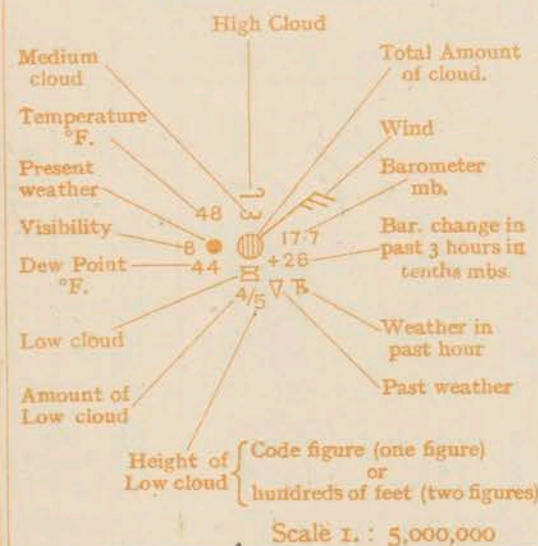 High Cloud
Medium
cloud
Total Amount
of cloud.
Temperature
°F.
Wind
Present
weather
Barometer
mb.
48
Visibility
8
17·7
Bar. change in
past 3 hours in
tenths mbs.
Dew Point
°F.
44
+26
4/5
Low cloud
Weather in
past hour
Amount of
Low cloud
Past weather
Height of
Low cloud
Code figure (one figure)
or
hundreds of feet (two figures)
Scale 1. : 5,000,000